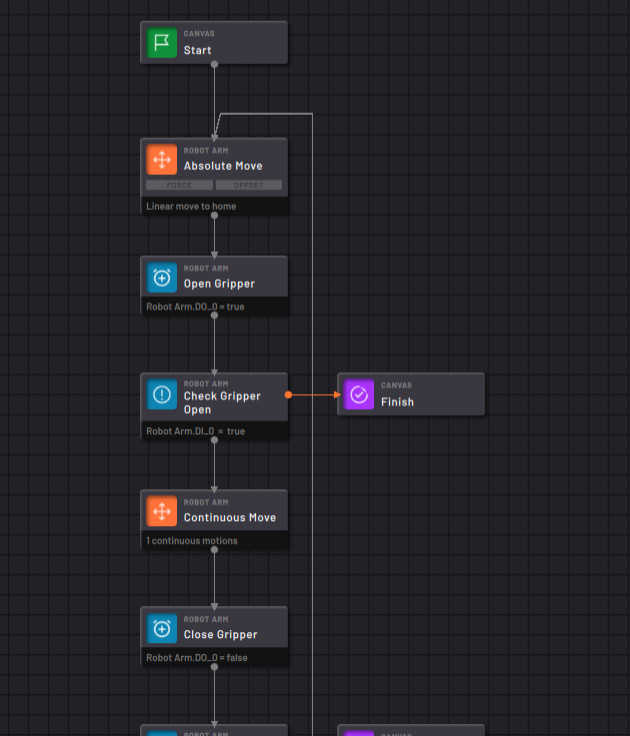 CANVAS
Start
ROBOT ARM
Absolute Move
FORCE
OFFSET
Linear move to home
ROBOT ARM
Open Gripper
Robot Arm.DO_0 = true
ROBOT ARM
Check Gripper
Open
Robot Arm.DI_0 = true
CANVAS
Finish
ROBOT ARM
Continuous Move
1 continuous motions
ROBOT ARM
Close Gripper
Robot Arm.DO_0 = false
ROBOT ARM
CANVAS